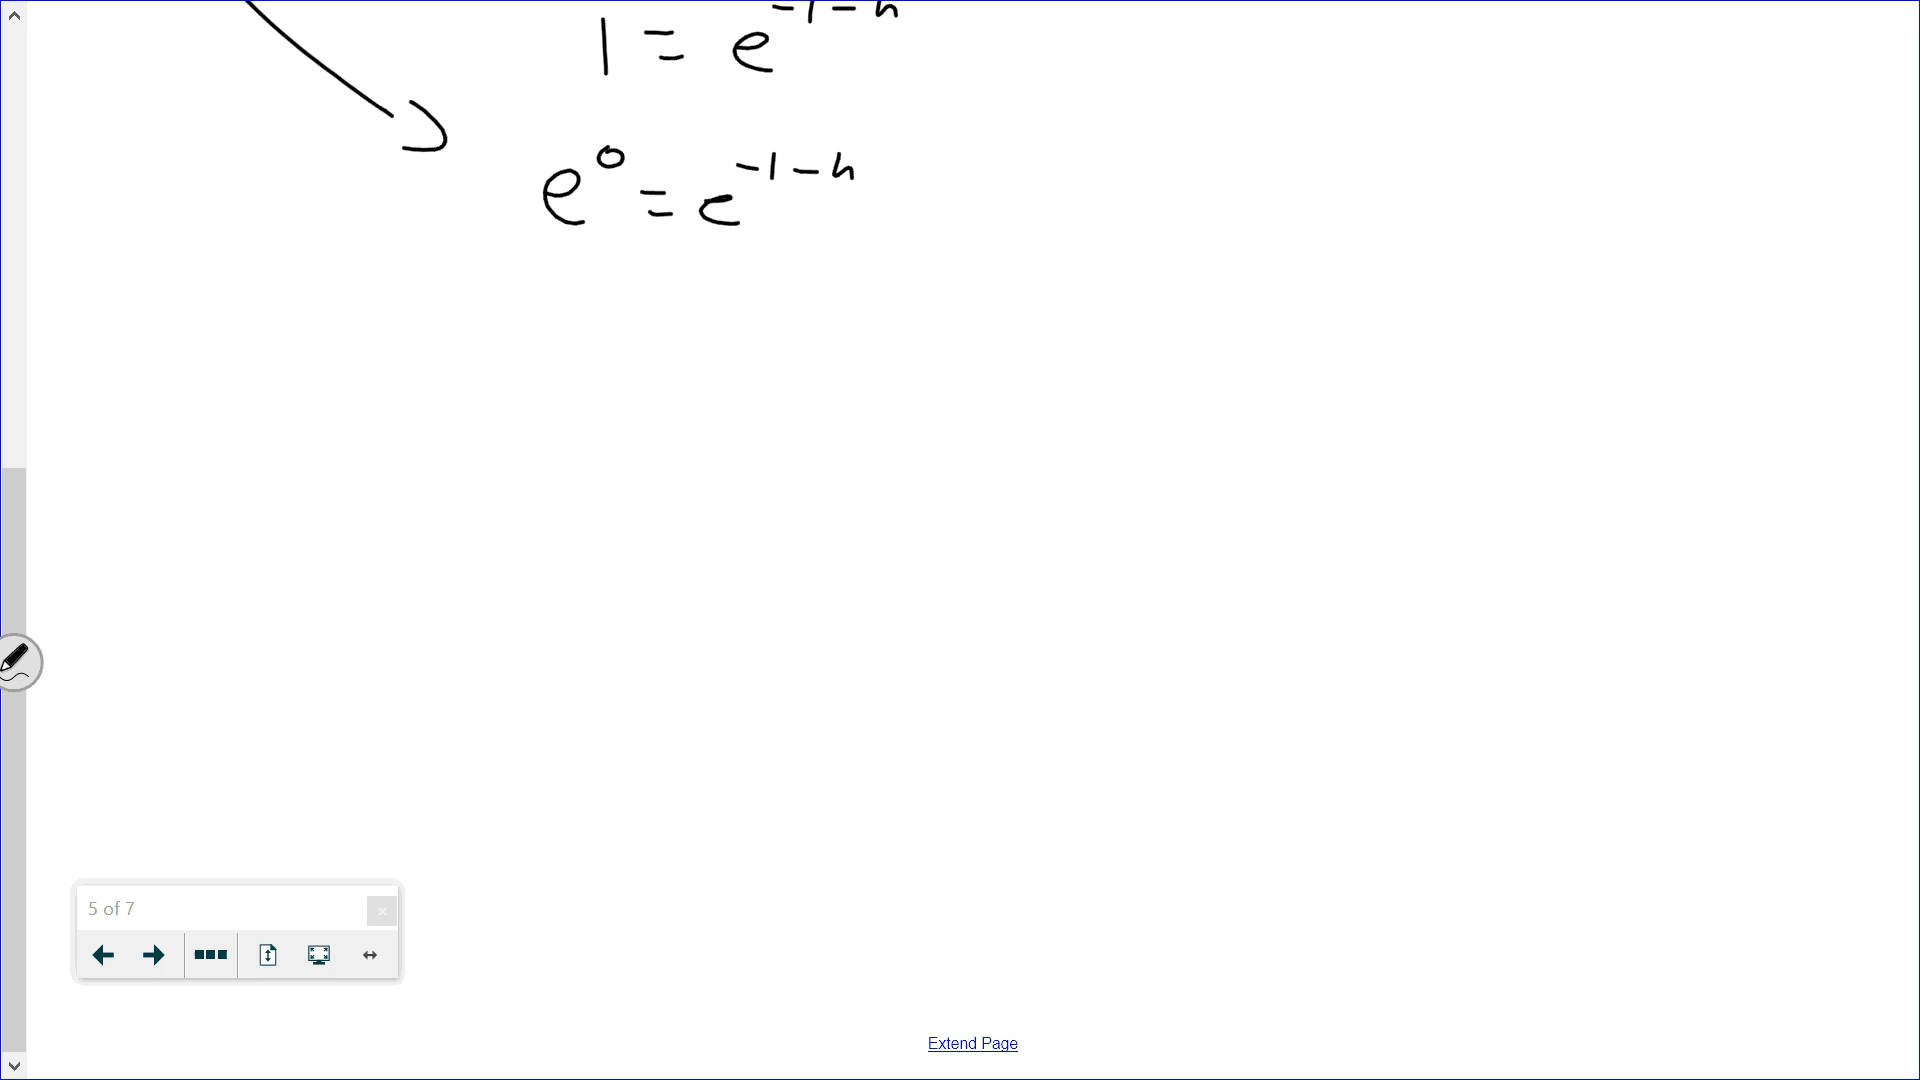 1 = e^{-1-h}
e^0 = e^{-1-h}
5 of 7
Extend Page